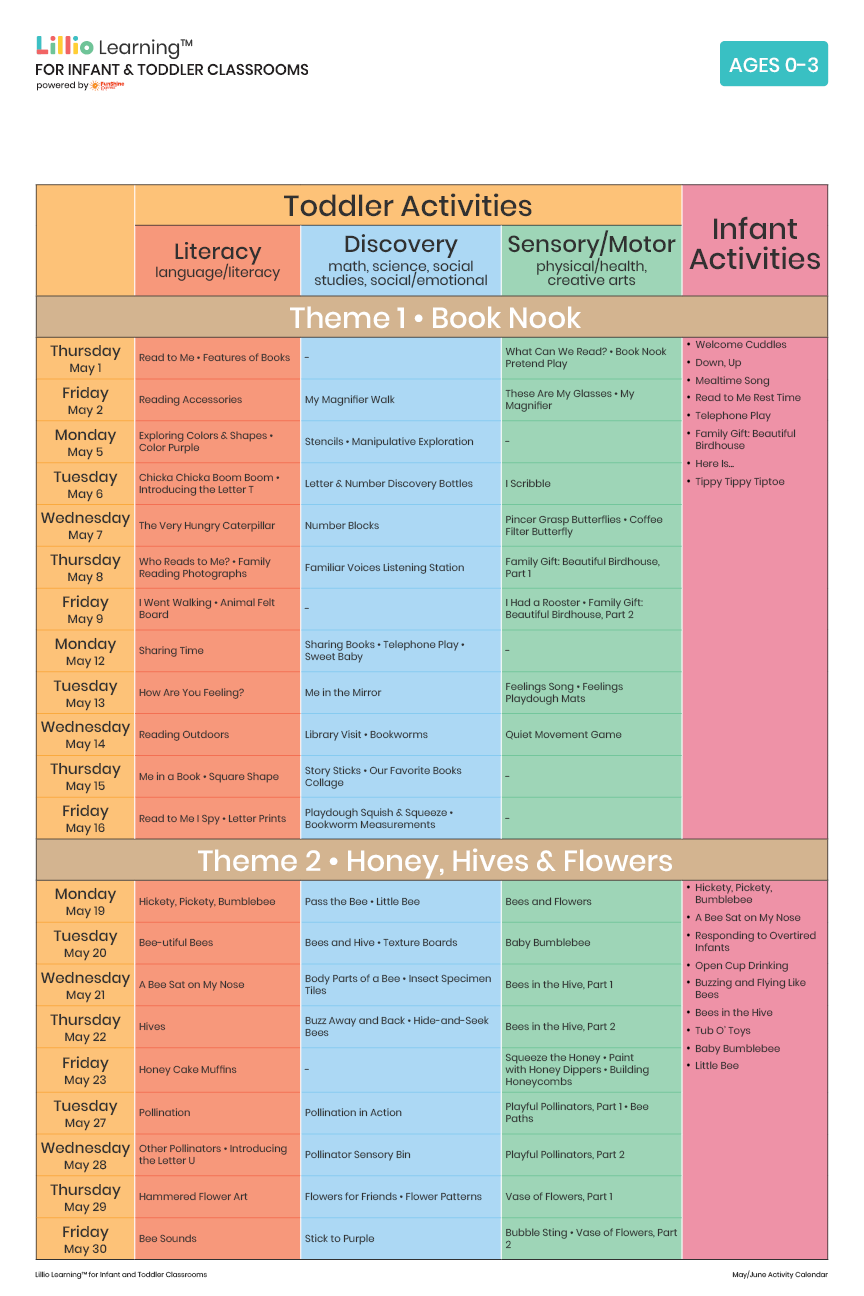 Lillio Learning™
FOR INFANT & TODDLER CLASSROOMS
powered by SunShine
AGES 0-3
Toddler Activities
Infant
Activities
Literacy
language/literacy
Discovery
math, science, social
studies, social/emotional
Sensory/Motor
physical/health,
creative arts
Theme 1 • Book Nook
Thursday
May 1
Read to Me • Features of Books
-
What Can We Read? • Book Nook
Pretend Play
Friday
May 2
Reading Accessories
My Magnifier Walk
These Are My Glasses • My
Magnifier
Monday
May 5
Exploring Colors & Shapes •
Color Purple
Stencils • Manipulative Exploration
-
Tuesday
May 6
Chicka Chicka Boom Boom •
Introducing the Letter T
Letter & Number Discovery Bottles
I Scribble
Wednesday
May 7
The Very Hungry Caterpillar
Number Blocks
Pincer Grasp Butterflies • Coffee
Filter Butterfly
Thursday
May 8
Who Reads to Me? • Family
Reading Photographs
Familiar Voices Listening Station
Family Gift: Beautiful Birdhouse,
Part 1
Friday
May 9
I Went Walking • Animal Felt
Board
-
I Had a Rooster • Family Gift:
Beautiful Birdhouse, Part 2
Monday
May 12
Sharing Time
Sharing Books • Telephone Play •
Sweet Baby
-
Tuesday
May 13
How Are You Feeling?
Me in the Mirror
Feelings Song • Feelings
Playdough Mats
Wednesday
May 14
Reading Outdoors
Library Visit • Bookworms
Quiet Movement Game
Thursday
May 15
Me in a Book • Square Shape
Story Sticks • Our Favorite Books
Collage
-
Friday
May 16
Read to Me I Spy • Letter Prints
Playdough Squish & Squeeze •
Bookworm Measurements
-
• Welcome Cuddles
• Down, Up
• Mealtime Song
• Read to Me Rest Time
• Telephone Play
• Family Gift: Beautiful
Birdhouse
• Here Is...
• Tippy Tippy Tiptoe
Theme 2 • Honey, Hives & Flowers
Monday
May 19
Hickety, Pickety, Bumblebee
Pass the Bee • Little Bee
Bees and Flowers
Tuesday
May 20
Bee-utiful Bees
Bees and Hive • Texture Boards
Baby Bumblebee
Wednesday
May 21
A Bee Sat on My Nose
Body Parts of a Bee • Insect Specimen
Tiles
Bees in the Hive, Part 1
Thursday
May 22
Hives
Buzz Away and Back • Hide-and-Seek
Bees
Bees in the Hive, Part 2
Friday
May 23
Honey Cake Muffins
-
Squeeze the Honey • Paint
with Honey Dippers • Building
Honeycombs
Tuesday
May 27
Pollination
Pollination in Action
Playful Pollinators, Part 1 • Bee
Paths
Wednesday
May 28
Other Pollinators • Introducing
the Letter U
Pollinator Sensory Bin
Playful Pollinators, Part 2
Thursday
May 29
Hammered Flower Art
Flowers for Friends • Flower Patterns
Vase of Flowers, Part 1
Friday
May 30
Bee Sounds
Stick to Purple
Bubble Sting • Vase of Flowers, Part
2
• Hickety, Pickety,
Bumblebee
• A Bee Sat on My Nose
• Responding to Overtired
Infants
• Open Cup Drinking
• Buzzing and Flying Like
Bees
• Bees in the Hive
• Tub O' Toys
• Baby Bumblebee
• Little Bee
Lillio Learning™ for Infant and Toddler Classrooms
May/June Activity Calendar